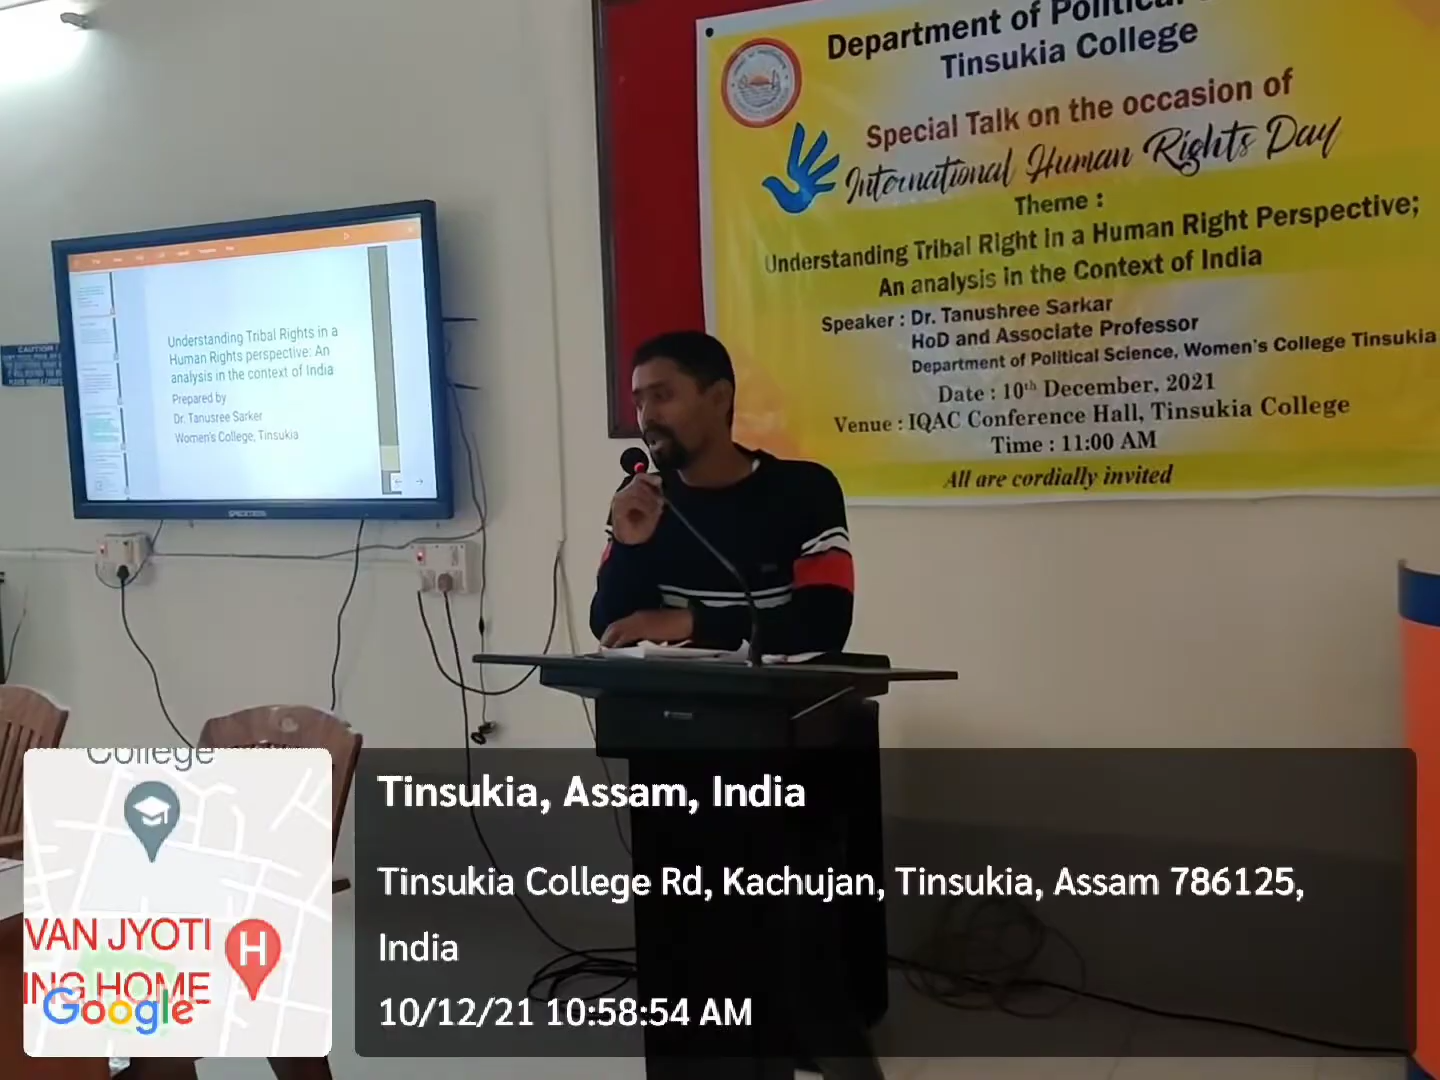 Department of Political
Tinsukia College
Special Talk on the occasion of
International Human Rights Day
Theme :
Understanding Tribal Right in a Human Right Perspective;
An analysis in the Context of India
Speaker : Dr. Tanushree Sarkar
HoD and Associate Professor
Department of Political Science, Women's College Tinsukia
Date : 10th December, 2021
Venue : IQAC Conference Hall, Tinsukia College
Time : 11:00 AM
All are cordially invited
Understanding Tribal Rights in a
Human Rights perspective: An
analysis in the context of India
Prepared by
Dr. Tanusree Sarker
Women's College, Tinsukia
CAUTION
College
VAN JYOTI
ING HOME
H
Google
Tinsukia, Assam, India
Tinsukia College Rd, Kachujan, Tinsukia, Assam 786125,
India
10/12/21 10:58:54 AM